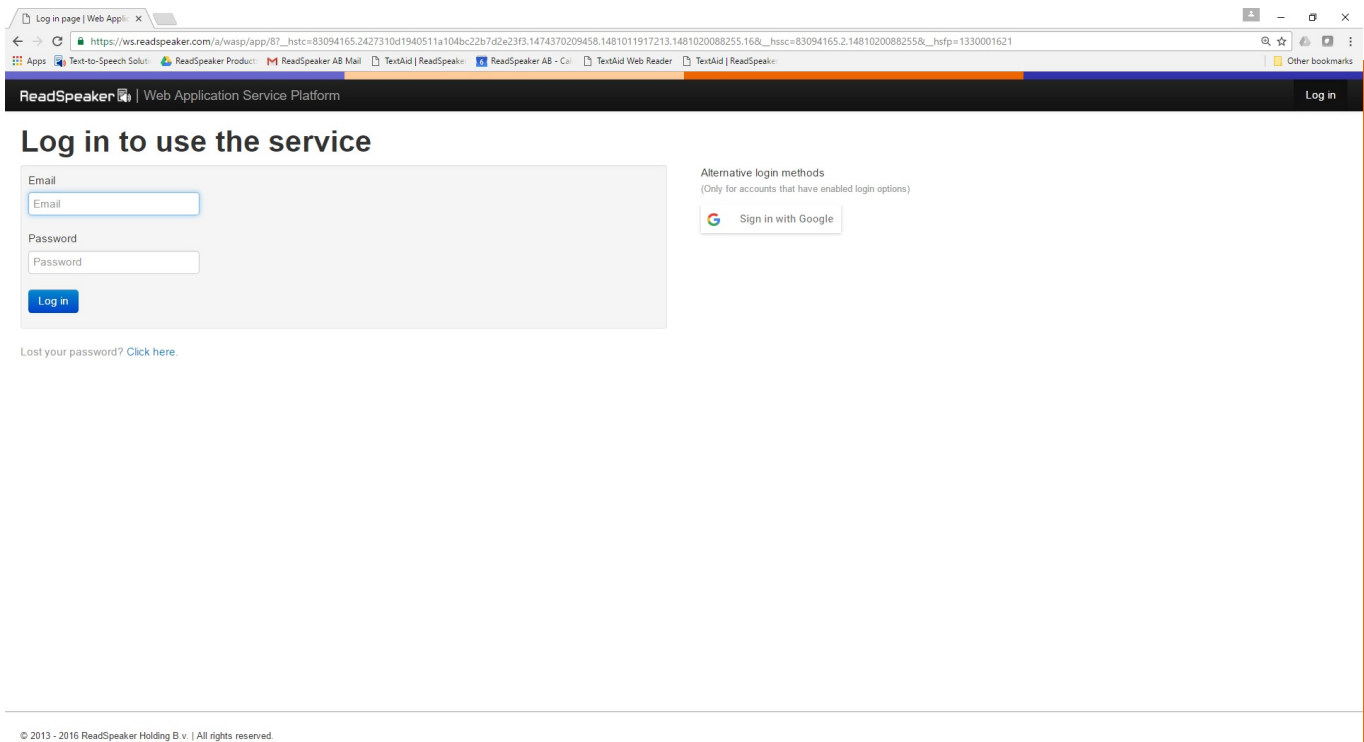 Log in page | Web Applic
https://ws.readspeaker.com/a/wasp/app/8?__hstc=83094165.2427310d1940511a104bc22b7d2e23f3.1474370209458.1481011917213.1481020088255.16&__hssc=83094165.2.1481020088255&__hsfp=1330001621
Apps Text-to-Speech Soluti ReadSpeaker Product: ReadSpeaker AB Mail TextAid | ReadSpeake 6 ReadSpeaker AB - Cal TextAid Web Reader TextAid | ReadSpeake Other bookmarks
ReadSpeaker | Web Application Service Platform Log in
Log in to use the service
Email
Email
Password
Password
Log in
Lost your password? Click here.
Alternative login methods
(Only for accounts that have enabled login options)
Sign in with Google
© 2013 - 2016 ReadSpeaker Holding B.v. | All rights reserved.